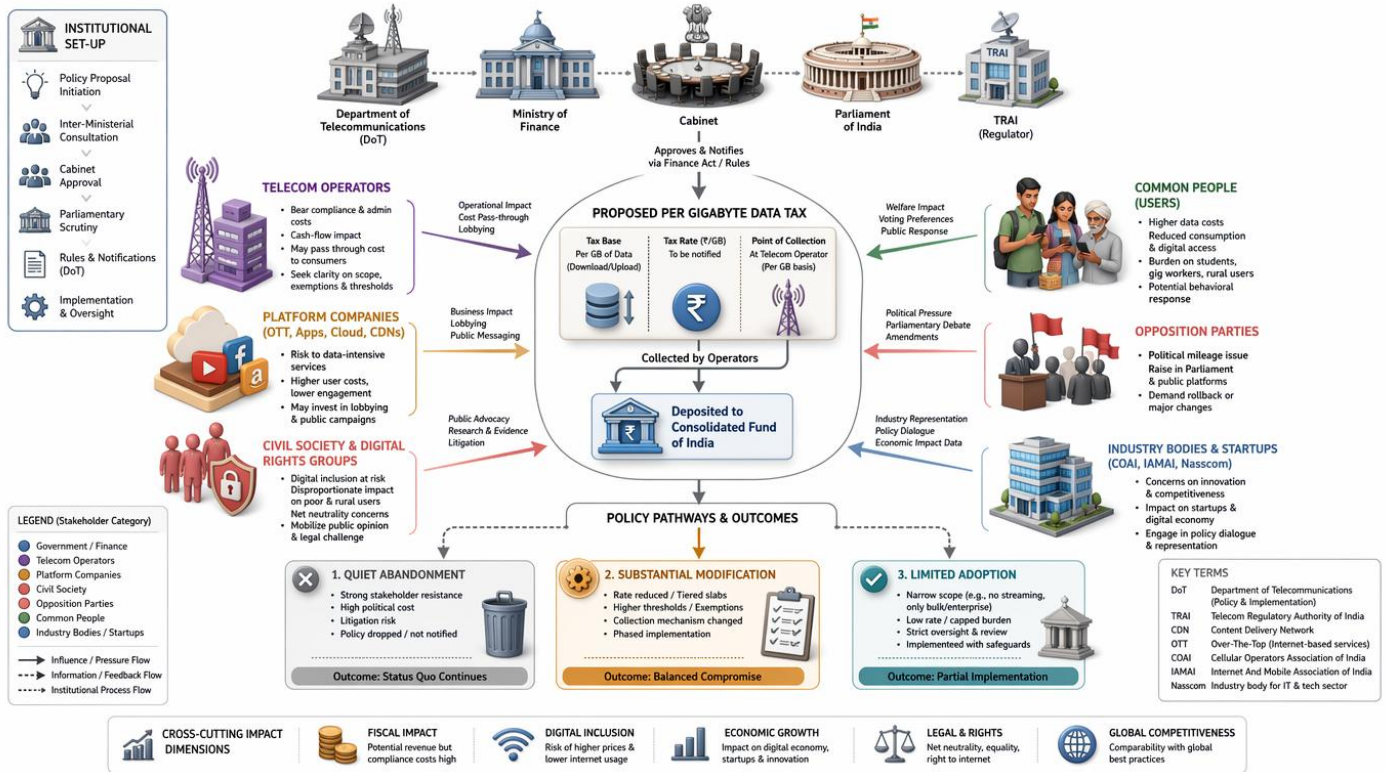 INSTITUTIONAL
SET-UP
Policy Proposal
Initiation
Inter-Ministerial
Consultation
Cabinet
Approval
Parliamentary
Scrutiny
Rules & Notifications
(DoT)
Implementation
& Oversight
Department of
Telecommunications
(DoT)
Ministry of
Finance
Cabinet
Parliament
of India
TRAI
TRAI
(Regulator)
Approves & Notifies
via Finance Act / Rules
TELECOM OPERATORS
• Bear compliance & admin
costs
• Cash-flow impact
• May pass through cost
to consumers
• Seek clarity on scope,
exemptions & thresholds
Operational Impact
Cost Pass-through
Lobbying
PLATFORM COMPANIES
(OTT, Apps, Cloud, CDNs)
f
a
• Risk to data-intensive
services
• Higher user costs,
lower engagement
• May invest in lobbying
& public campaigns
Business Impact
Lobbying
Public Messaging
CIVIL SOCIETY & DIGITAL
RIGHTS GROUPS
• Digital inclusion at risk
Disproportionate impact
on poor & rural users
Net neutrality concerns
• Mobilize public opinion
& legal challenge
Public Advocacy
Research & Evidence
Litigation
PROPOSED PER GIGABYTE DATA TAX
Tax Base
Per GB of Data
(Download/Upload)
Tax Rate (₹/GB)
To be notified
₹
Point of Collection
At Telecom Operator
(Per GB basis)
Collected by Operators
₹
Deposited to
Consolidated Fund
of India
Welfare Impact
Voting Preferences
Public Response
COMMON PEOPLE
(USERS)
• Higher data costs
Reduced consumption
& digital access
• Burden on students,
gig workers, rural users
• Potential behavioral
response
Political Pressure
Parliamentary Debate
Amendments
OPPOSITION PARTIES
• Political mileage issue
Raise in Parliament
& public platforms
• Demand rollback or
major changes
Industry Representation
Policy Dialogue
Economic Impact Data
INDUSTRY BODIES & STARTUPS
(COAI, IAMAI, Nasscom)
• Concerns on innovation
& competitiveness
• Impact on startups &
digital economy
• Engage in policy dialogue
& representation
LEGEND (Stakeholder Category)
Government / Finance
Telecom Operators
Platform Companies
Civil Society
Opposition Parties
Common People
Industry Bodies / Startups
Influence / Pressure Flow
Information / Feedback Flow
Institutional Process Flow
POLICY PATHWAYS & OUTCOMES
1. QUIET ABANDONMENT
• Strong stakeholder resistance
• High political cost
• Litigation risk
• Policy dropped / not notified
Outcome: Status Quo Continues
2. SUBSTANTIAL MODIFICATION
• Rate reduced / Tiered slabs
• Higher thresholds / Exemptions
• Collection mechanism changed
• Phased implementation
Outcome: Balanced Compromise
3. LIMITED ADOPTION
• Narrow scope (e.g., no streaming,
only bulk/enterprise)
• Low rate / capped burden
• Strict oversight & review
• Implemeented with safeguards
Outcome: Partial Implementation
KEY TERMS
DoT Department of Telecommunications
(Policy & Implementation)
TRAI Telecom Regulatory Authority of India
CDN Content Delivery Network
OTT Over-The-Top (Internet-based services)
COAI Cellular Operators Association of India
IAMAI Internet And Mobile Association of India
Nasscom Industry body for IT & tech sector
CROSS-CUTTING IMPACT
DIMENSIONS
FISCAL IMPACT
Potential revenue but
compliance costs high
DIGITAL INCLUSION
Risk of higher prices &
lower internet usage
ECONOMIC GROWTH
Impact on digital economy,
startups & innovation
LEGAL & RIGHTS
Net neutrality, equality,
right to internet
GLOBAL COMPETITIVENESS
Comparability with global
best practices